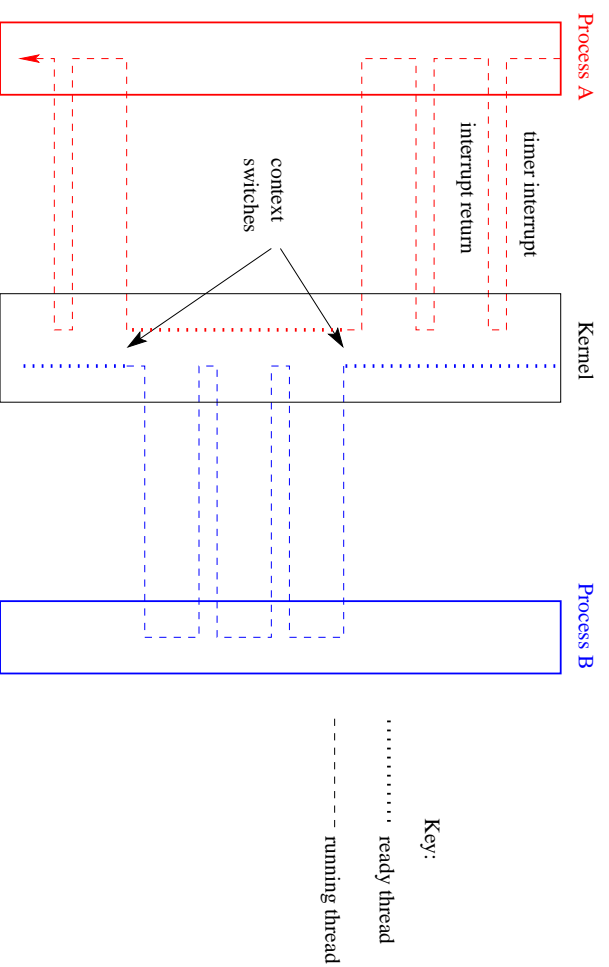 Process A
Kernel
Process B
timer interrupt
interrupt return
context
switches
Key:
ready thread
running thread